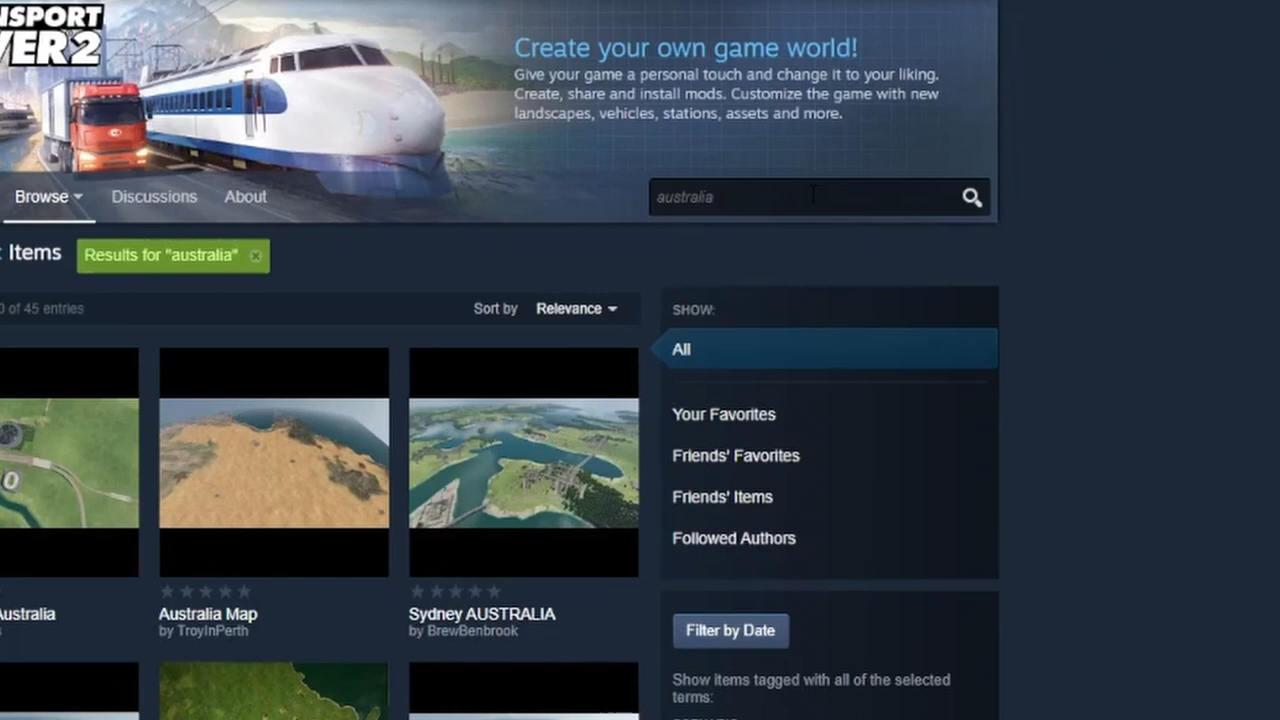 NSPORT
VER2
Create your own game world!
Give your game a personal touch and change it to your liking.
Create, share and install mods. Customize the game with new
landscapes, vehicles, stations, assets and more.
Browse
Discussions
About
australia
Items
Results for "australia"
0 of 45 entries
Sort by
Relevance
SHOW:
All
Your Favorites
Friends' Favorites
Friends' Items
Followed Authors
Australia
Australia Map
by TroyInPerth
Sydney AUSTRALIA
by BrewBenbrook
Filter by Date
Show items tagged with all of the selected
terms: